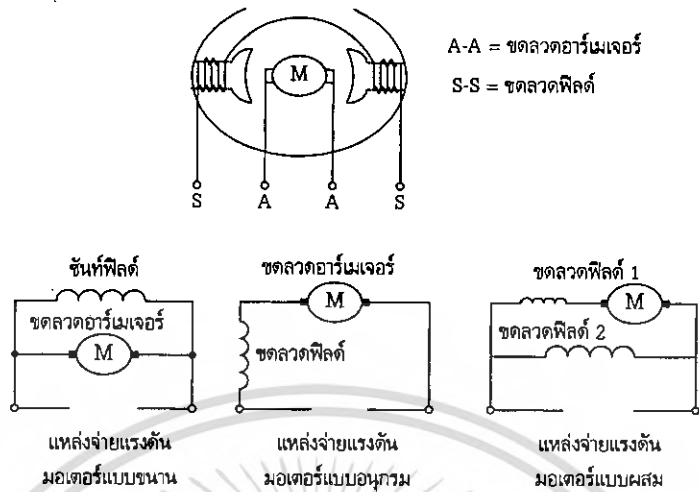 M
A-A = ขดลวดอาร์เมเจอร์
S-S = ขดลวดฟิลด์
S A A S
ชันท์ฟิลด์
ขดลวดอาร์เมเจอร์
M
แหล่งจ่ายแรงดัน
มอเตอร์แบบขนาน
ขดลวดอาร์เมเจอร์
M
ขดลวดฟิลด์
แหล่งจ่ายแรงดัน
มอเตอร์แบบอนุกรม
ขดลวดฟิลด์ 1
M
ขดลวดฟิลด์ 2
แหล่งจ่ายแรงดัน
มอเตอร์แบบผสม